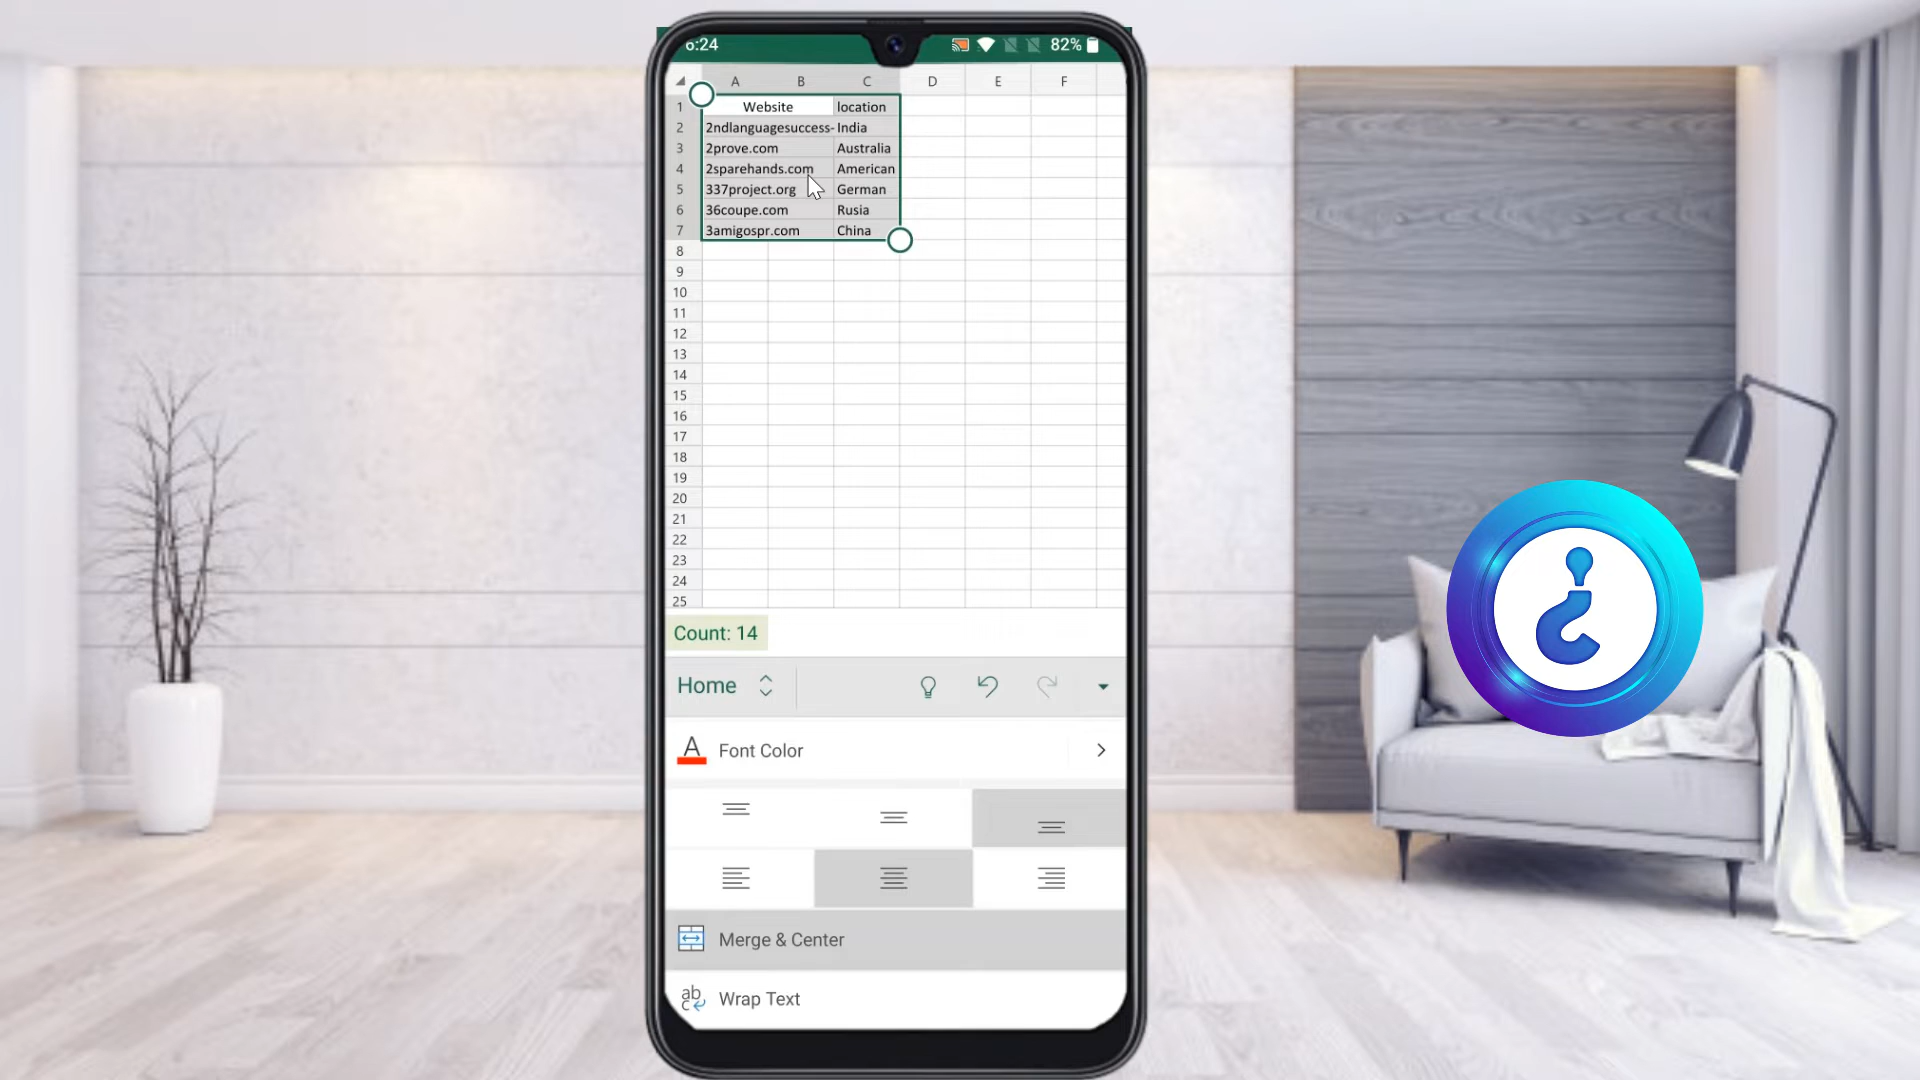 6:24 82%
A B C D E F
1 Website location
2 2ndlanguagesuccess- India
3 2prove.com Australia
4 2sparehands.com American
5 337project.org German
6 36coupe.com Rusia
7 3amigospr.com China
8
9
10
11
12
13
14
15
16
17
18
19
20
21
22
23
24
25
Count: 14
Home
A Font Color
Merge & Center
abc Wrap Text